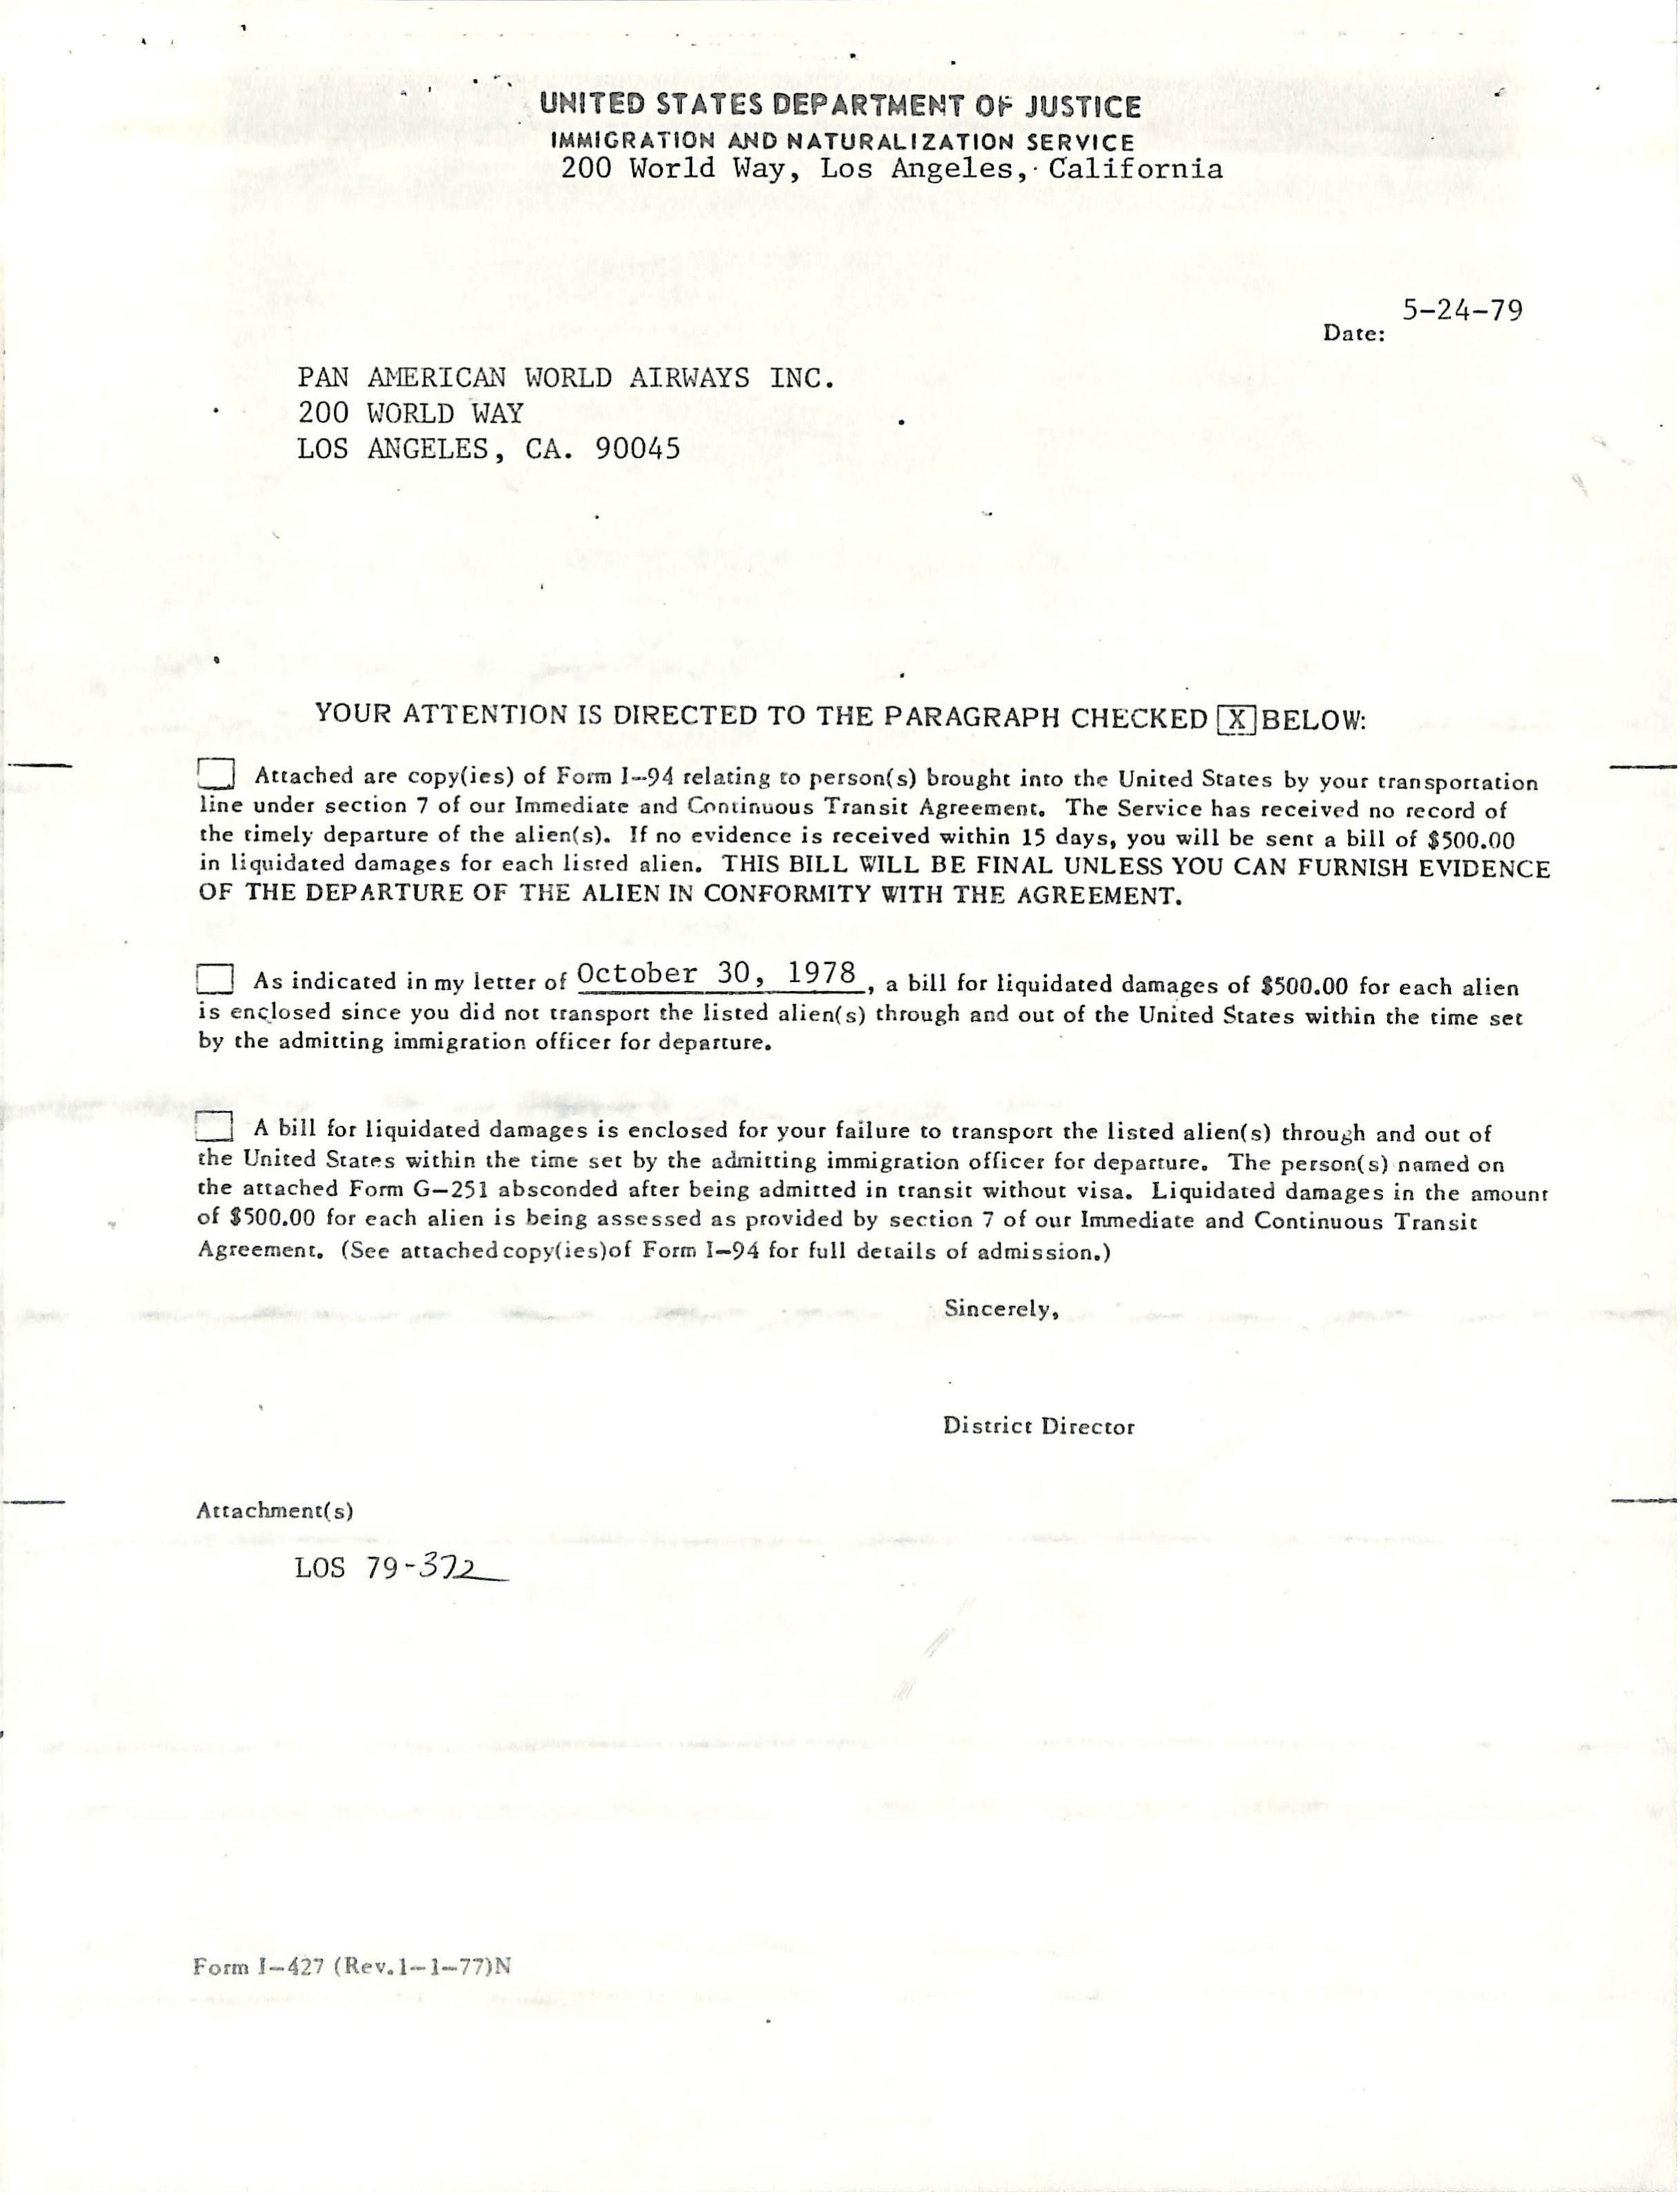 UNITED STATES DEPARTMENT OF JUSTICE
IMMIGRATION AND NATURALIZATION SERVICE
200 World Way, Los Angeles, California
5-24-79
Date:
PAN AMERICAN WORLD AIRWAYS INC.
200 WORLD WAY
LOS ANGELES, CA. 90045
YOUR ATTENTION IS DIRECTED TO THE PARAGRAPH CHECKED [X] BELOW:
Attached are copy(ies) of Form I-94 relating to person(s) brought into the United States by your transportation
line under section 7 of our Immediate and Continuous Transit Agreement. The Service has received no record of
the timely departure of the alien(s). If no evidence is received within 15 days, you will be sent a bill of $500.00
in liquidated damages for each listed alien. THIS BILL WILL BE FINAL UNLESS YOU CAN FURNISH EVIDENCE
OF THE DEPARTURE OF THE ALIEN IN CONFORMITY WITH THE AGREEMENT.
As indicated in my letter of October 30, 1978, a bill for liquidated damages of $500.00 for each alien
is enclosed since you did not transport the listed alien(s) through and out of the United States within the time set
by the admitting immigration officer for departure.
A bill for liquidated damages is enclosed for your failure to transport the listed alien(s) through and out of
the United States within the time set by the admitting immigration officer for departure. The person(s) named on
the attached Form G-251 absconded after being admitted in transit without visa. Liquidated damages in the amount
of $500.00 for each alien is being assessed as provided by section 7 of our Immediate and Continuous Transit
Agreement. (See attached copy(ies)of Form I-94 for full details of admission.)
Sincerely,
District Director
Attachment(s)
LOS 79-372
Form I-427 (Rev.1-1-77)N